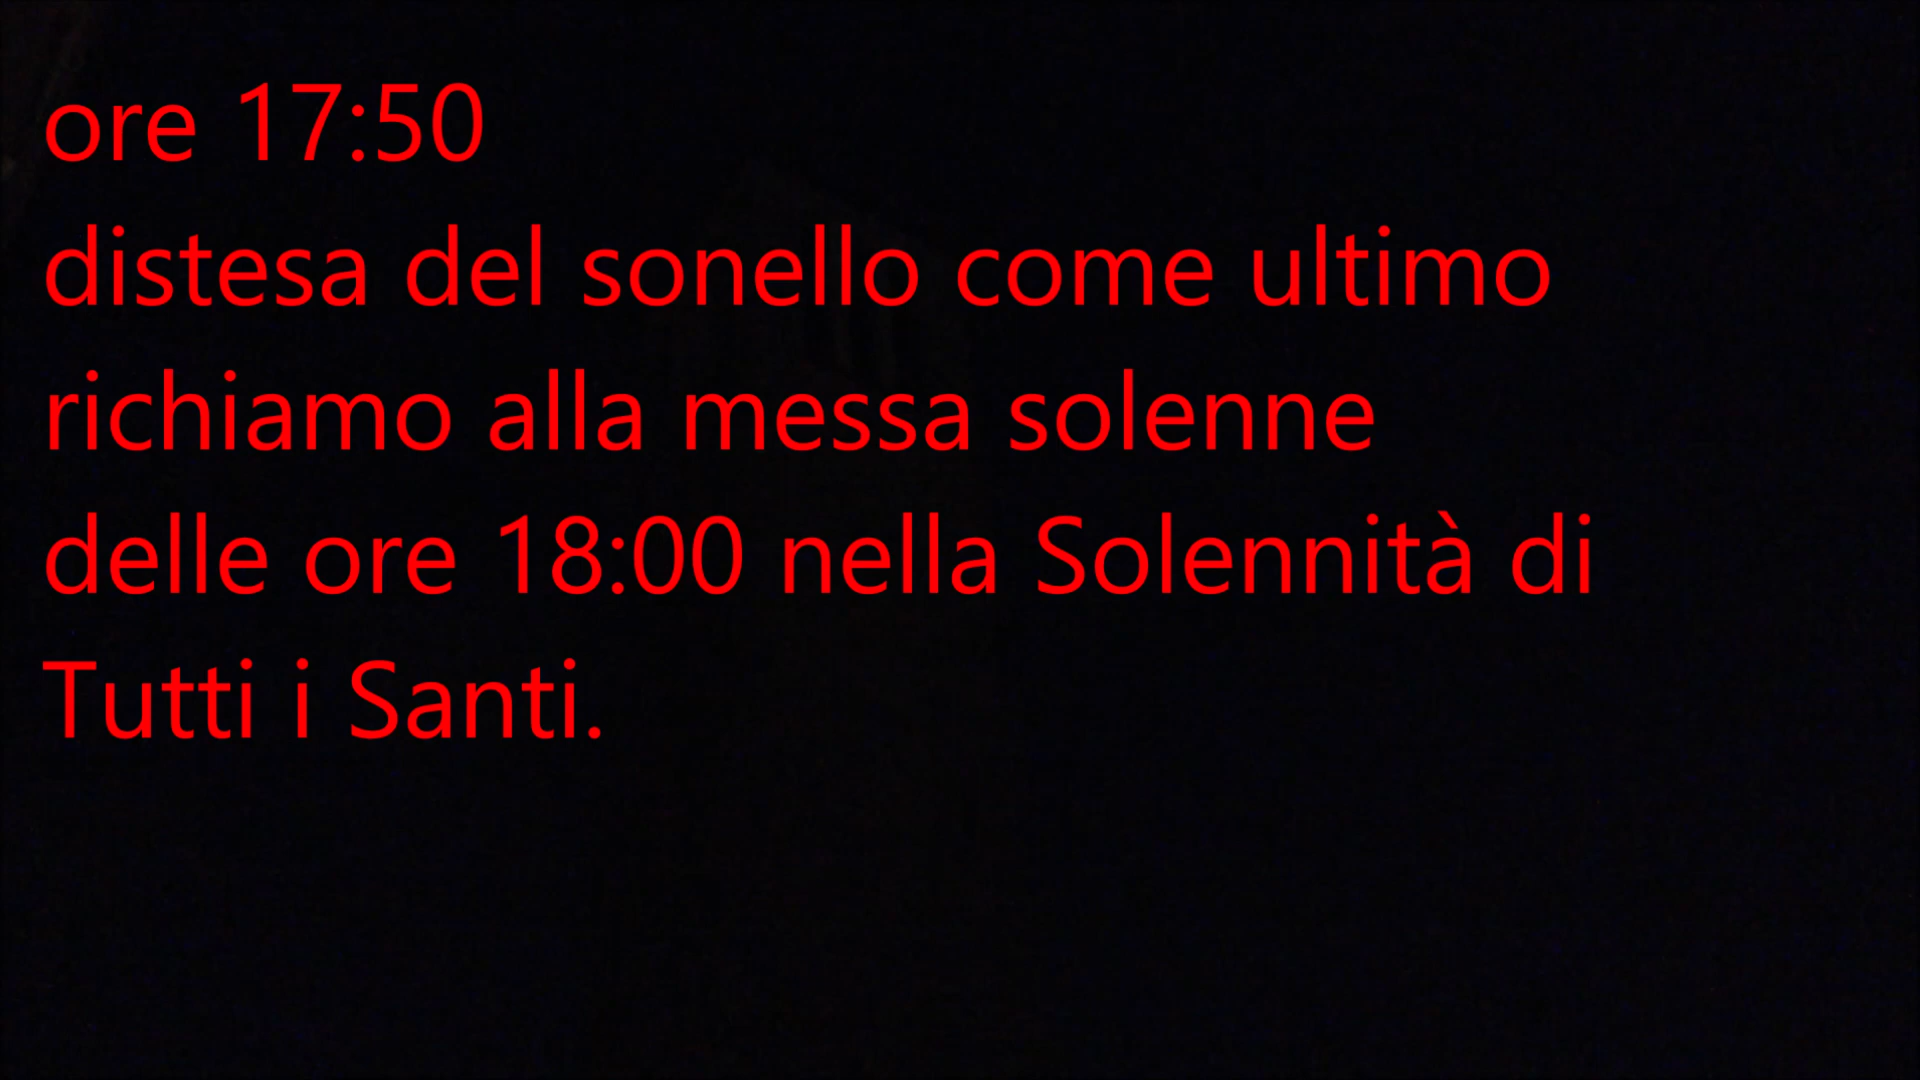 ore 17:50
distesa del sonello come ultimo
richiamo alla messa solenne
delle ore 18:00 nella Solennità di
Tutti i Santi.